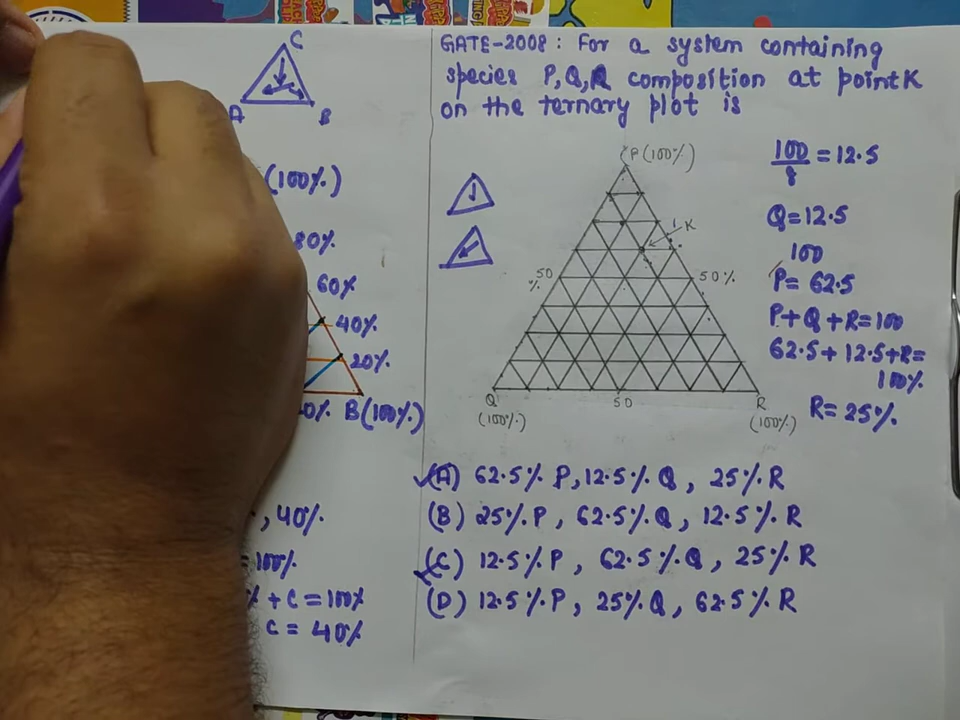 C
A
B
(100%)
80%
60%
40%
20%
0% B(100%)
, 40%
= 100%
% + C = 100%
C = 40%
GATE-2008: For a system containing
species P,Q,R composition at point K
on the ternary plot is
P(100%)
K
50
%
50%
Q
(100%)
50
R
(100%)
100
8 = 12.5
Q=12.5
100
P= 62.5
P+Q+R=100
62.5+12.5+R=
100%
R=25%
(A) 62.5% P, 12.5% Q, 25% R
(B) 25% P, 62.5% Q, 12.5% R
(C) 12.5% P, 62.5% Q, 25% R
(D) 12.5% P, 25% Q, 62.5% R